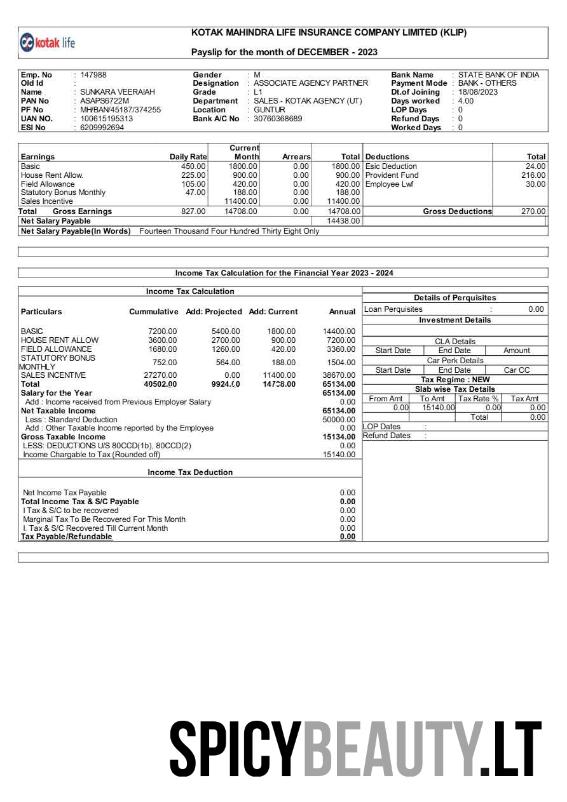 kotak life
KOTAK MAHINDRA LIFE INSURANCE COMPANY LIMITED (KLIP)
Payslip for the month of DECEMBER - 2023
Emp. No : 147988 Gender : M Bank Name : STATE BANK OF INDIA
Old Id : Designation : ASSOCIATE AGENCY PARTNER Payment Mode : BANK - OTHERS
Name : SUNKARA VEERAIAH Grade : L1 Dt.of Joining : 18/08/2023
PAN No : ASAPS6722M Department : SALES - KOTAK AGENCY (UT) Days worked : 4.00
PF No : MH/BAN/45187/374255 Location : GUNTUR LOP Days : 0
UAN NO. : 100615195313 Bank A/C No : 30760368689 Refund Days : 0
ESI No : 6209992694 Worked Days : 0
Earnings Daily Rate Current Month Arrears Total Deductions Total
Basic 450.00 1800.00 0.00 1800.00 Esic Deduction 24.00
House Rent Allow. 225.00 900.00 0.00 900.00 Provident Fund 216.00
Field Allowance 105.00 420.00 0.00 420.00 Employee Lwf 30.00
Statutory Bonus Monthly 47.00 188.00 0.00 188.00
Sales Incentive 11400.00 0.00 11400.00
Total Gross Earnings 827.00 14708.00 0.00 14708.00 Gross Deductions 270.00
Net Salary Payable 14438.00
Net Salary Payable(In Words) Fourteen Thousand Four Hundred Thirty Eight Only
Income Tax Calculation for the Financial Year 2023 - 2024
Income Tax Calculation
Particulars Cummulative Add: Projected Add: Current Annual
BASIC 7200.00 5400.00 1800.00 14400.00
HOUSE RENT ALLOW 3600.00 2700.00 900.00 7200.00
FIELD ALLOWANCE 1680.00 1260.00 420.00 3360.00
STATUTORY BONUS MONTHLY 752.00 564.00 188.00 1504.00
SALES INCENTIVE 27270.00 0.00 11400.00 38670.00
Total 40502.00 9924.00 14708.00 65134.00
Salary for the Year 65134.00
Add : Income received from Previous Employer Salary 0.00
Net Taxable Income 65134.00
Less : Standard Deduction 50000.00
Add : Other Taxable Income reported by the Employee 0.00
Gross Taxable Income 15134.00
LESS: DEDUCTIONS U/S 80CCD(1b), 80CCD(2) 0.00
Income Chargable to Tax (Rounded off) 15140.00
Income Tax Deduction
Net Income Tax Payable 0.00
Total Income Tax & S/C Payable 0.00
I Tax & S/C to be recovered 0.00
Marginal Tax To Be Recovered For This Month 0.00
I. Tax & S/C Recovered Till Current Month 0.00
Tax Payable/Refundable 0.00
Details of Perquisites
Loan Perquisites : 0.00
Investment Details
CLA Details
Start Date End Date Amount
Car Perk Details
Start Date End Date Car CC
Tax Regime : NEW
Slab wise Tax Details
From Amt To Amt Tax Rate % Tax Amt
0.00 15140.00 0.00 0.00
Total 0.00
LOP Dates :
Refund Dates :
SPICYBEAUTY.LT